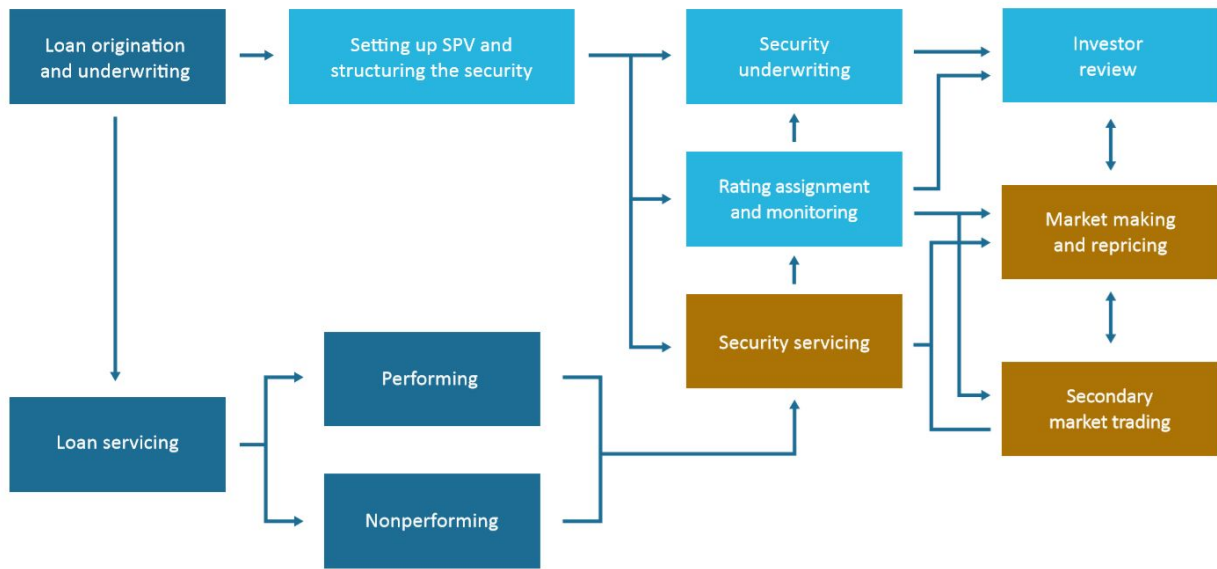 Loan origination
and underwriting
Setting up SPV and
structuring the security
Security
underwriting
Investor
review
Rating assignment
and monitoring
Market making
and repricing
Security servicing
Performing
Secondary
market trading
Loan servicing
Nonperforming